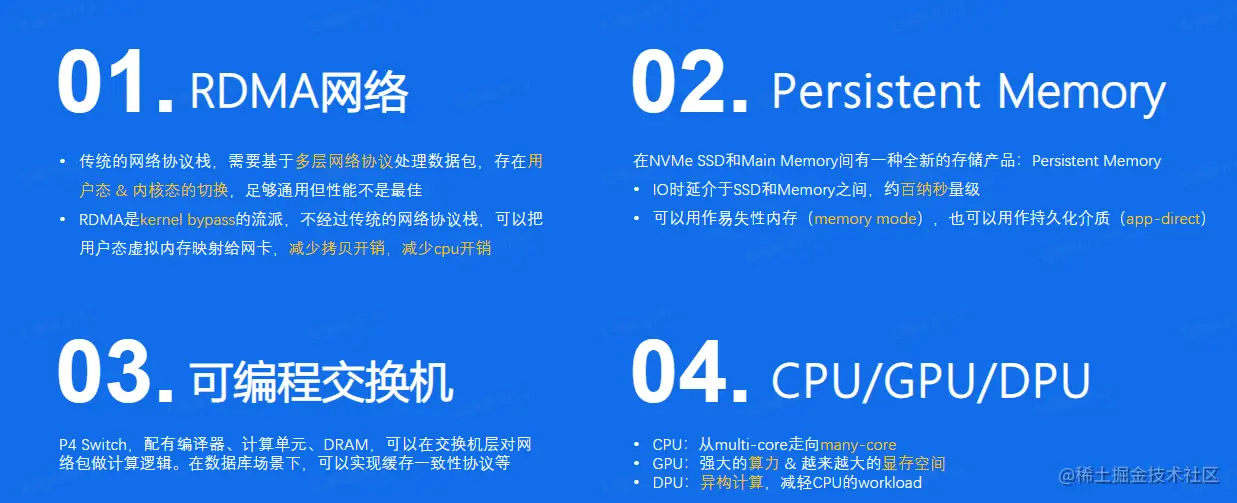 01. RDMA网络
• 传统的网络协议栈，需要基于多层网络协议处理数据包，存在用
户态 & 内核态的切换，足够通用但性能不是最佳
• RDMA是kernel bypass的流派，不经过传统的网络协议栈，可以把
用户态虚拟内存映射给网卡，减少拷贝开销，减少cpu开销
02. Persistent Memory
在NVMe SSD和Main Memory间有一种全新的存储产品：Persistent Memory
• IO时延介于SSD和Memory之间，约百纳秒量级
• 可以用作易失性内存（memory mode），也可以用作持久化介质（app-direct）
03. 可编程交换机
P4 Switch，配有编译器、计算单元、DRAM，可以在交换机层对网
络包做计算逻辑。在数据库场景下，可以实现缓存一致性协议等
04. CPU/GPU/DPU
• CPU：从multi-core走向many-core
• GPU：强大的算力 & 越来越大的显存空间
• DPU：异构计算，减轻CPU的workload
@稀土掘金技术社区